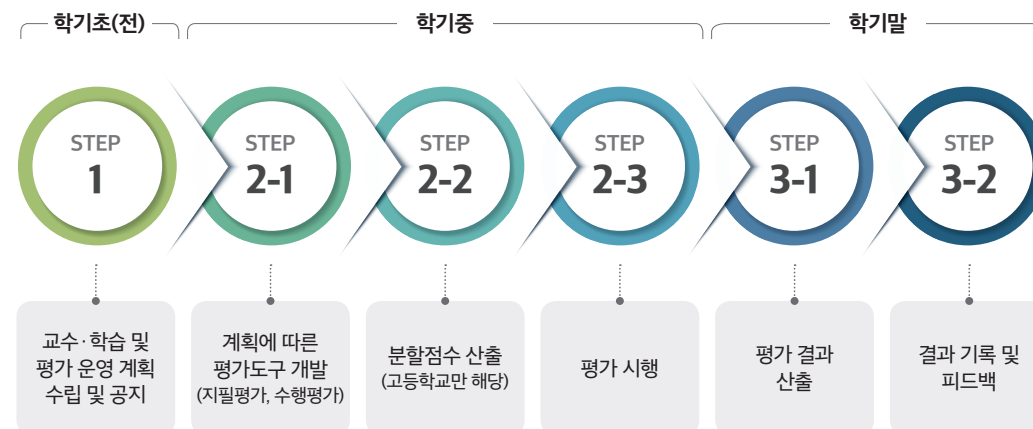 학기초(전)
학기중
학기말
STEP
1
STEP
2-1
STEP
2-2
STEP
2-3
STEP
3-1
STEP
3-2
교수·학습 및
평가 운영 계획
수립 및 공지
계획에 따른
평가도구 개발
(지필평가, 수행평가)
분할점수 산출
(고등학교만 해당)
평가 시행
평가 결과
산출
결과 기록 및
피드백